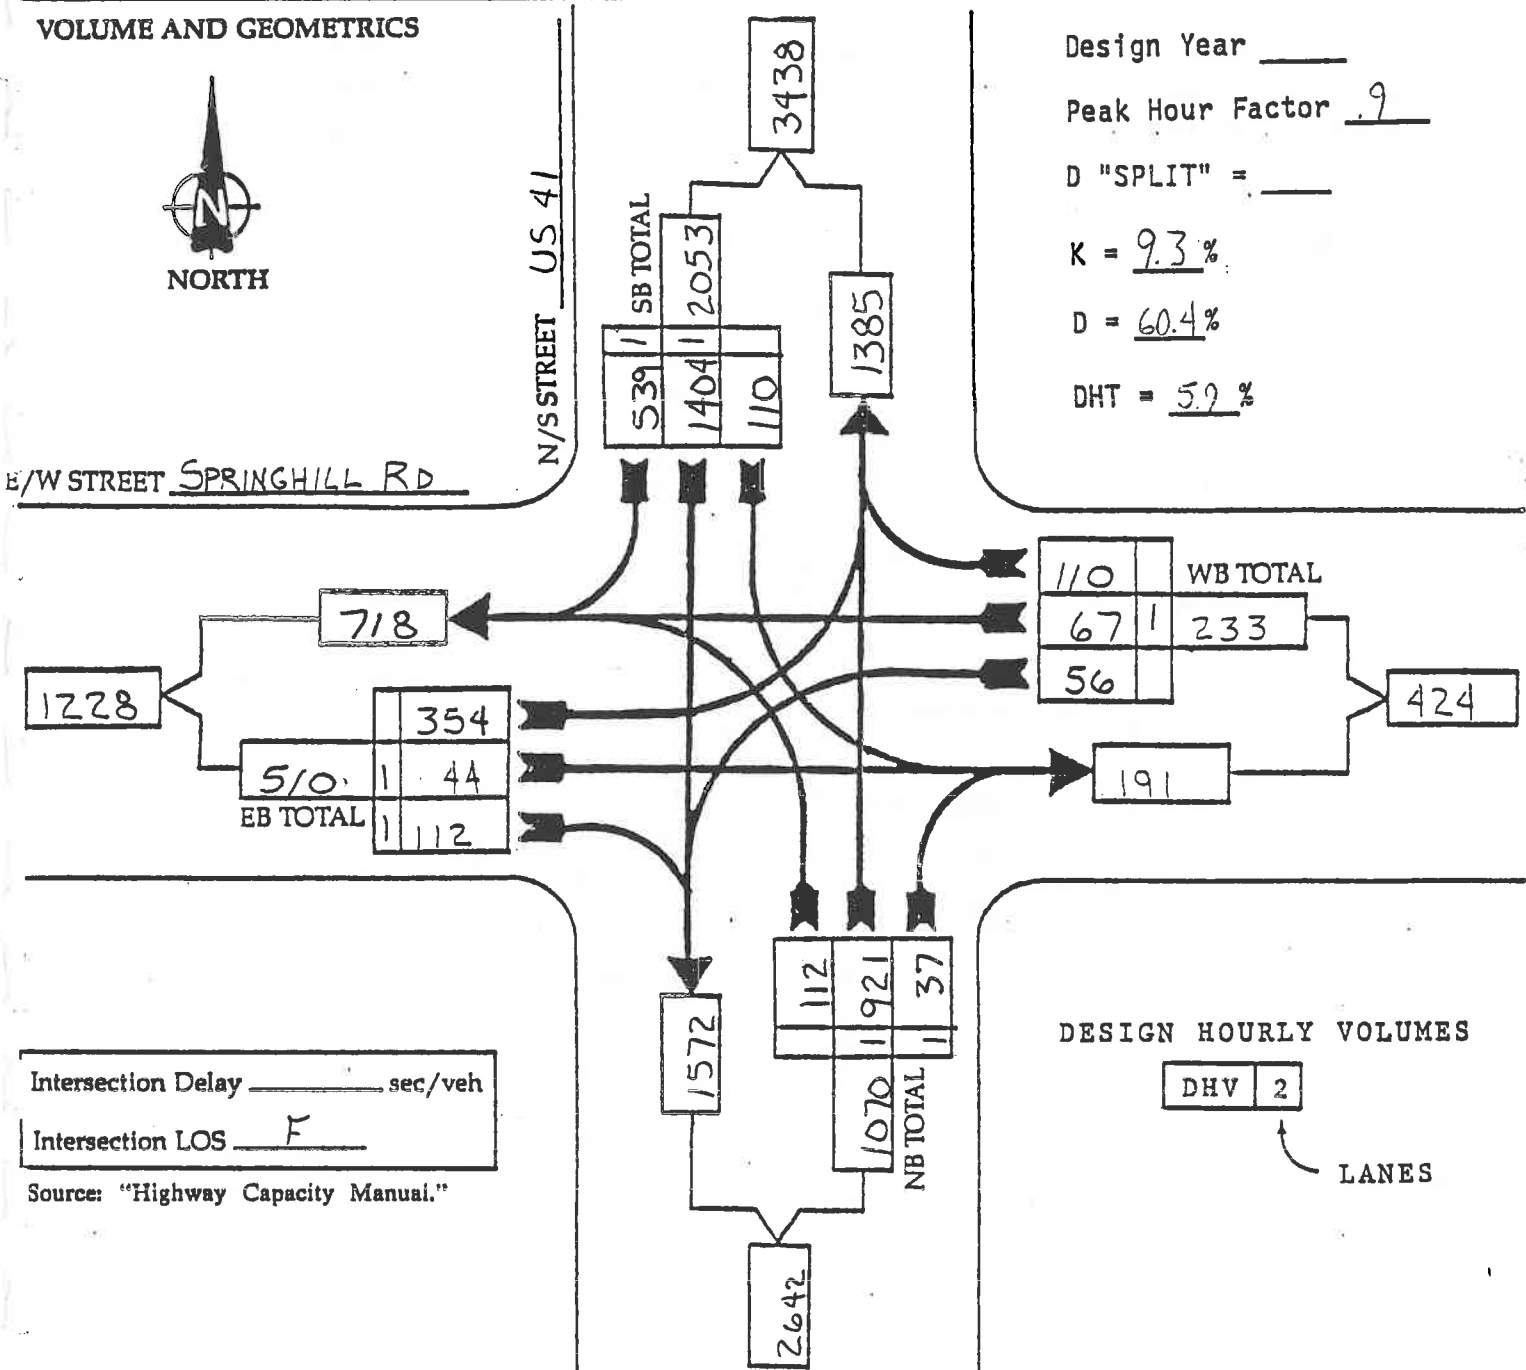 VOLUME AND GEOMETRICS
N
NORTH
N/S STREET US 41
E/W STREET SPRINGHILL RD
Design Year
Peak Hour Factor .9
D "SPLIT" =
K = 9.3 %
D = 60.4 %
DHT = 5.9 %
3438
SB TOTAL
2053
1 1
539 1404 110
1385
718
1228
354
510 1 44
EB TOTAL
1 112
110
WB TOTAL
67 1 233
56
424
191
112 921 37
1 1
1070
NB TOTAL
1572
2642
Intersection Delay sec/veh
Intersection LOS F
Source: "Highway Capacity Manual."
DESIGN HOURLY VOLUMES
DHV 2
LANES